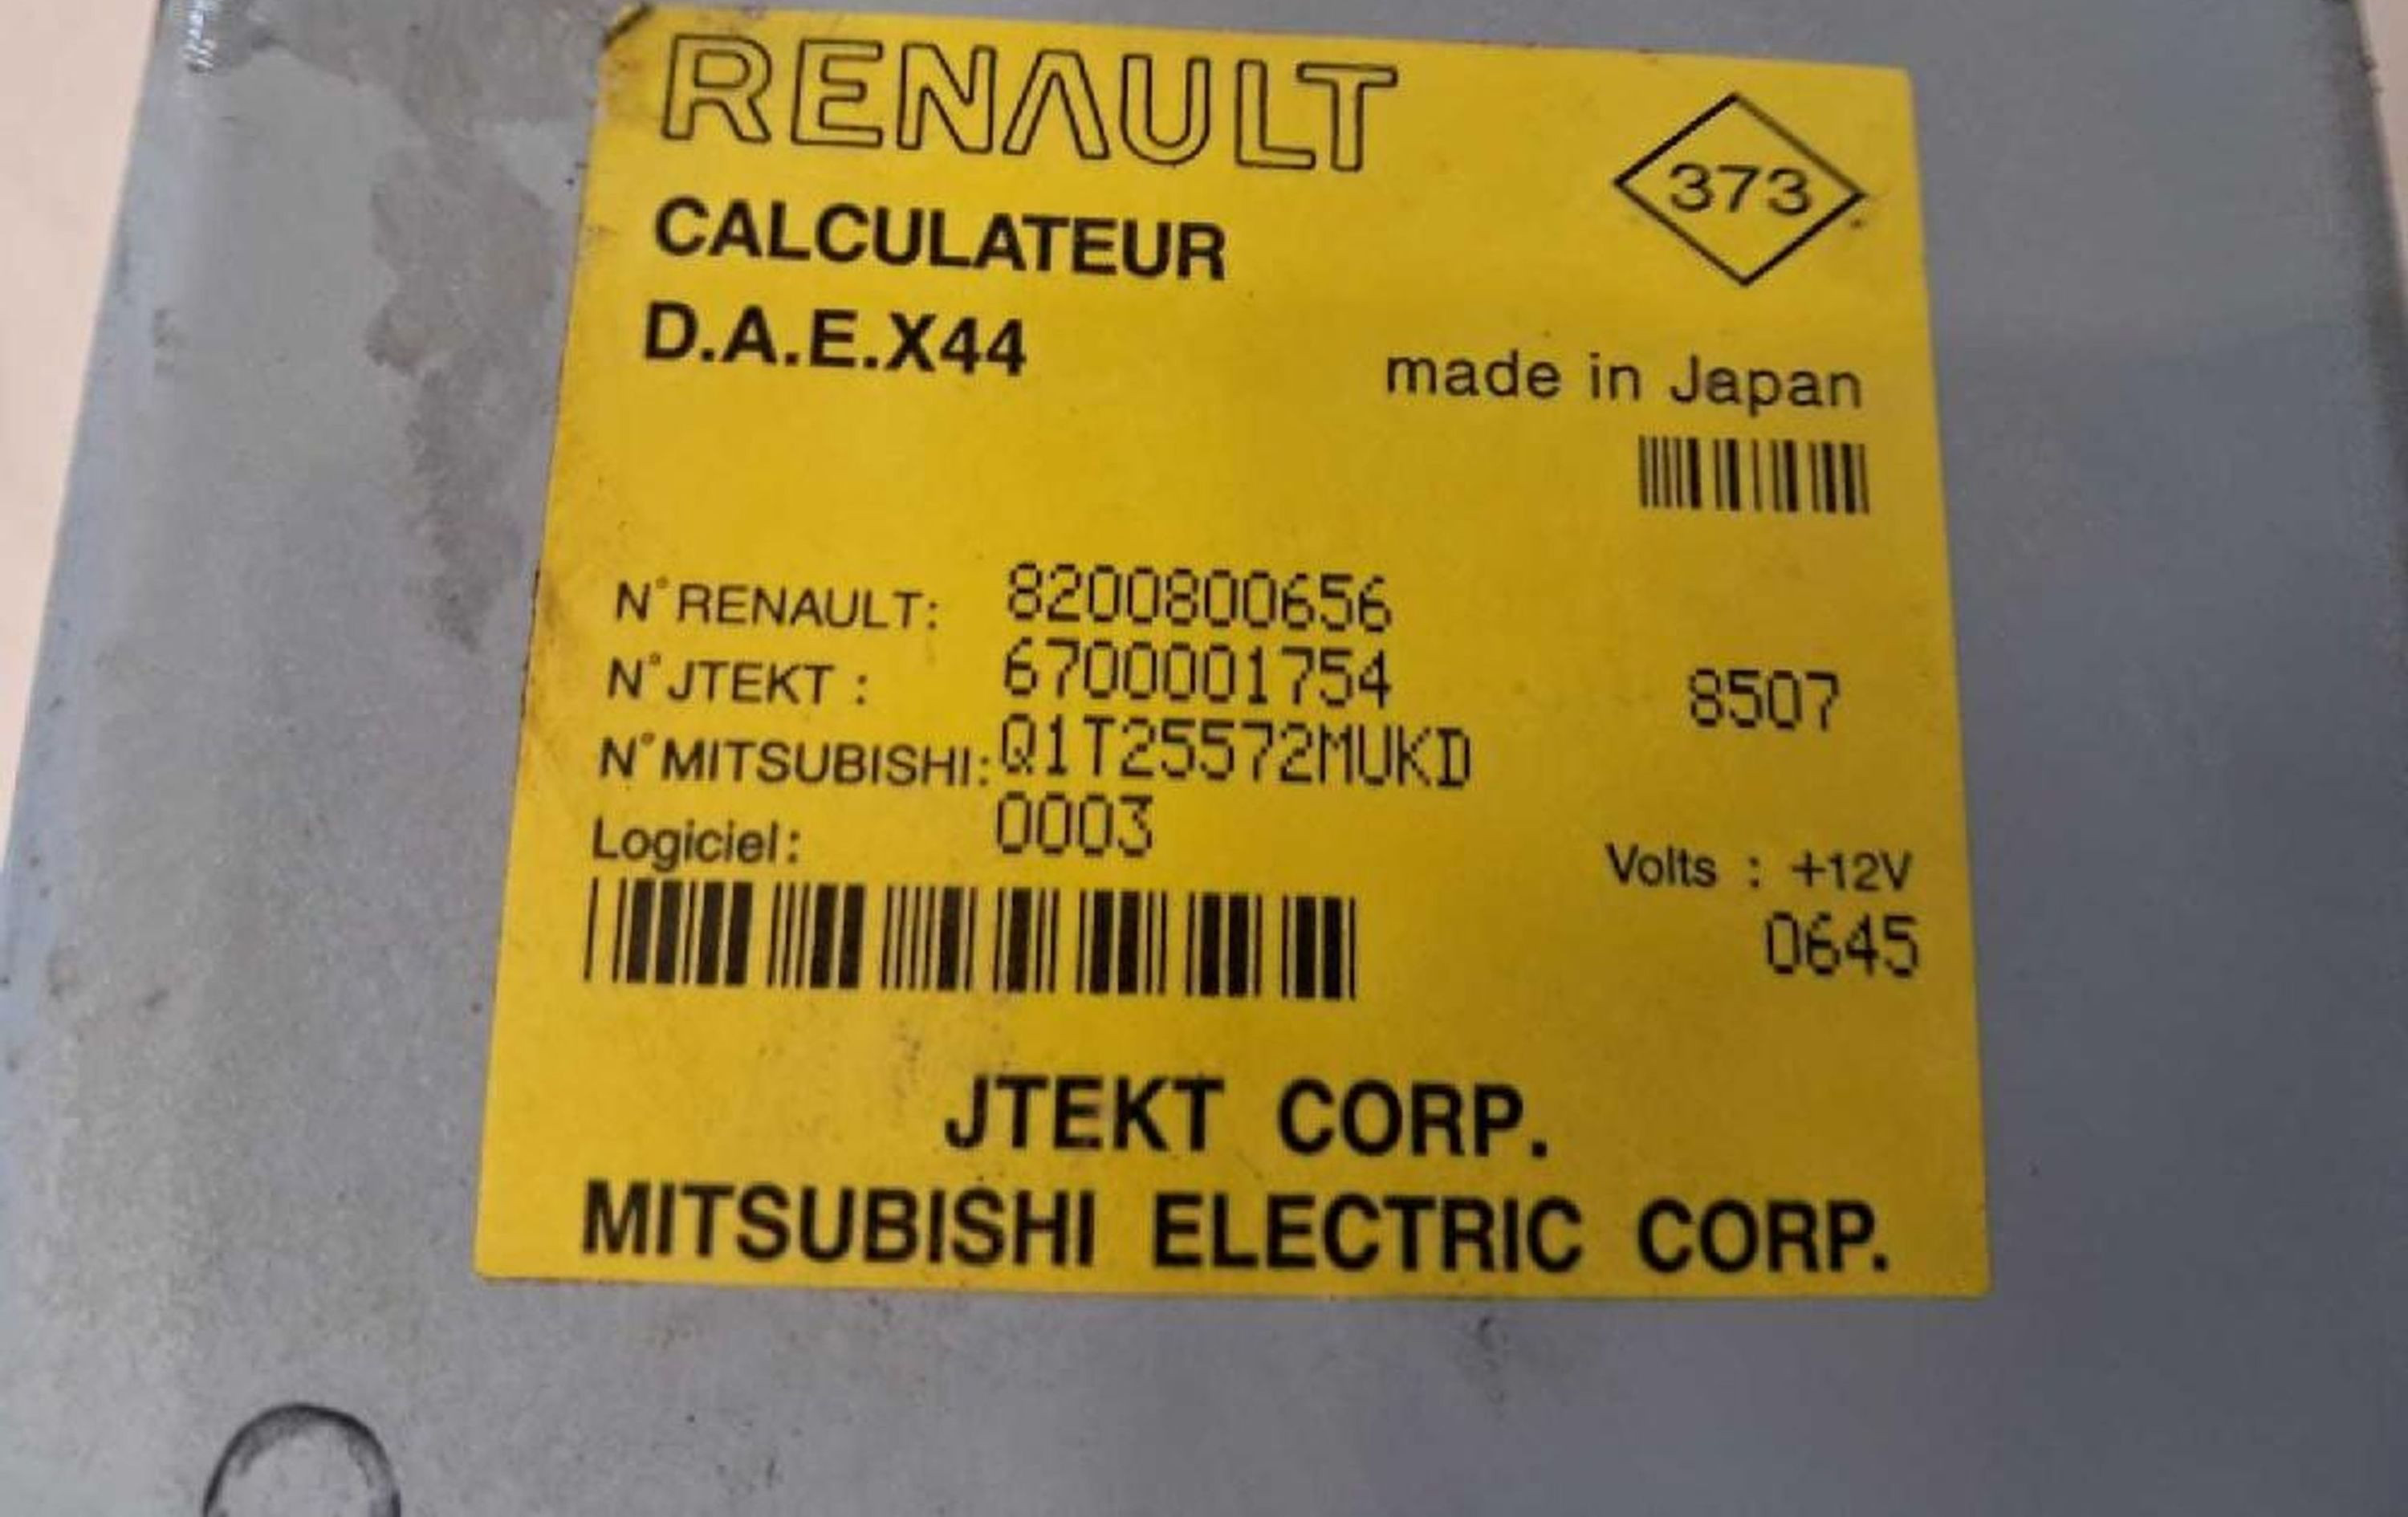 RENAULT
373
CALCULATEUR
D.A.E.X44
made in Japan
N°RENAULT: 8200800656
N°JTEKT : 6700001754
8507
N°MITSUBISHI: Q1T25572MUKD
Logiciel: 0003
Volts : +12V
0645
JTEKT CORP.
MITSUBISHI ELECTRIC CORP.